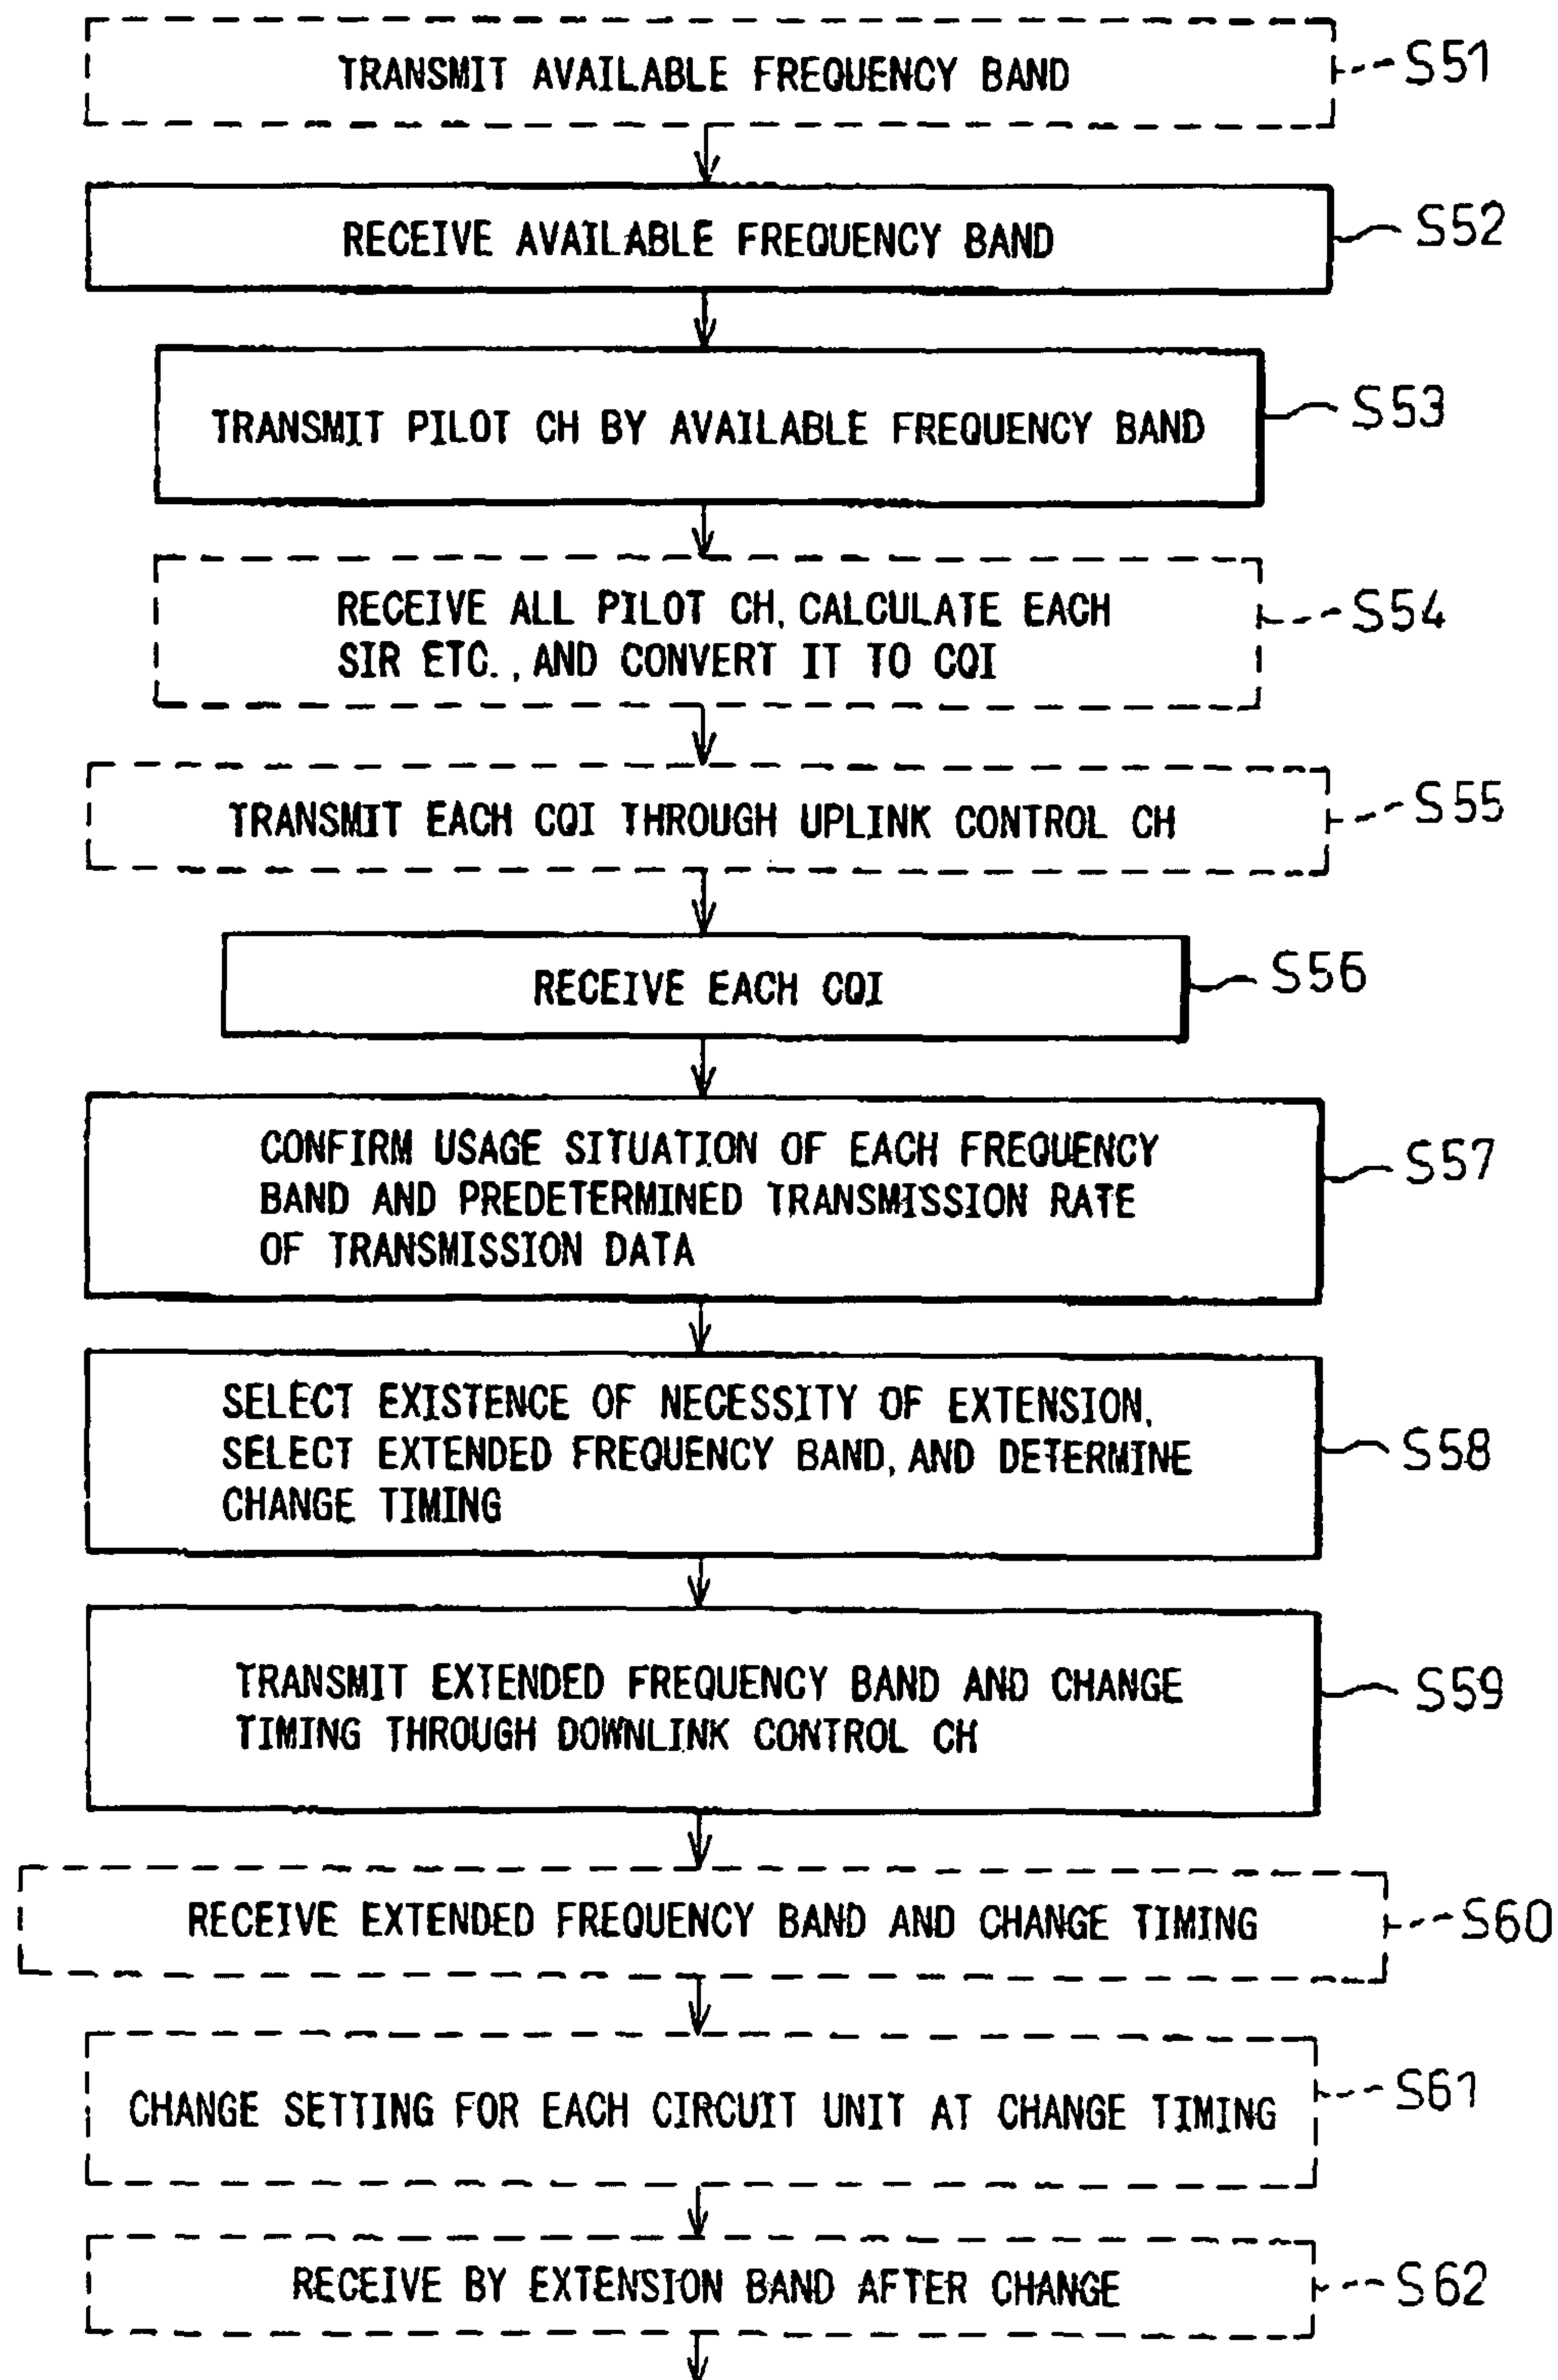 TRANSMIT AVAILABLE FREQUENCY BAND
S51
RECEIVE AVAILABLE FREQUENCY BAND
S52
TRANSMIT PILOT CH BY AVAILABLE FREQUENCY BAND
S53
RECEIVE ALL PILOT CH, CALCULATE EACH
SIR ETC., AND CONVERT IT TO CQI
S54
TRANSMIT EACH CQI THROUGH UPLINK CONTROL CH
S55
RECEIVE EACH CQI
S56
CONFIRM USAGE SITUATION OF EACH FREQUENCY
BAND AND PREDETERMINED TRANSMISSION RATE
OF TRANSMISSION DATA
S57
SELECT EXISTENCE OF NECESSITY OF EXTENSION,
SELECT EXTENDED FREQUENCY BAND, AND DETERMINE
CHANGE TIMING
S58
TRANSMIT EXTENDED FREQUENCY BAND AND CHANGE
TIMING THROUGH DOWNLINK CONTROL CH
S59
RECEIVE EXTENDED FREQUENCY BAND AND CHANGE TIMING
S60
CHANGE SETTING FOR EACH CIRCUIT UNIT AT CHANGE TIMING
S61
RECEIVE BY EXTENSION BAND AFTER CHANGE
S62